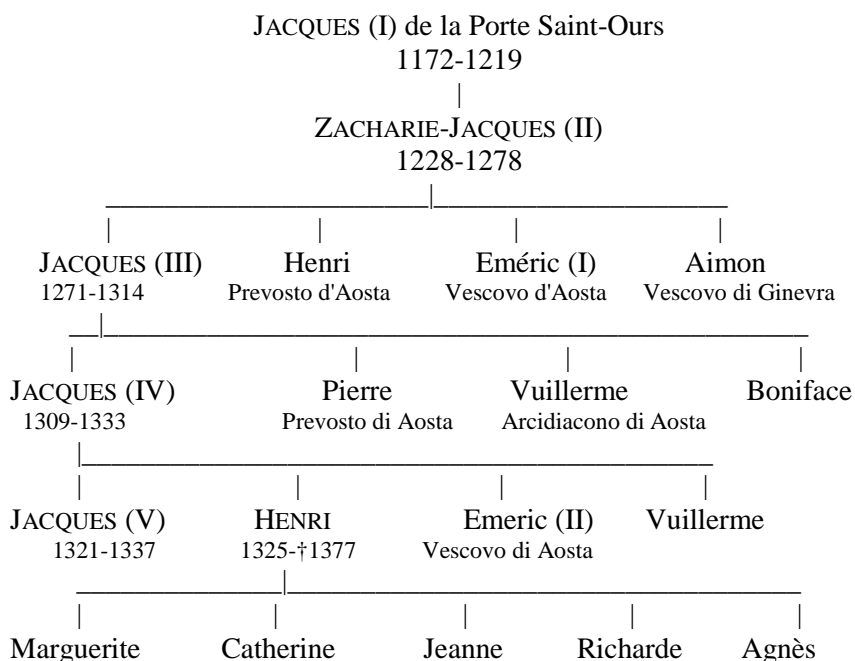 JACQUES (I) de la Porte Saint-Ours
1172-1219
ZACHARIE-JACQUES (II)
1228-1278
JACQUES (III) Henri Eméric (I) Aimon
1271-1314 Prevosto d'Aosta Vescovo d'Aosta Vescovo di Ginevra
JACQUES (IV) Pierre Vuillerme Boniface
1309-1333 Prevosto di Aosta Arcidiacono di Aosta
JACQUES (V) HENRI Emeric (II) Vuillerme
1321-1337 1325-†1377 Vescovo di Aosta
Marguerite Catherine Jeanne Richarde Agnès